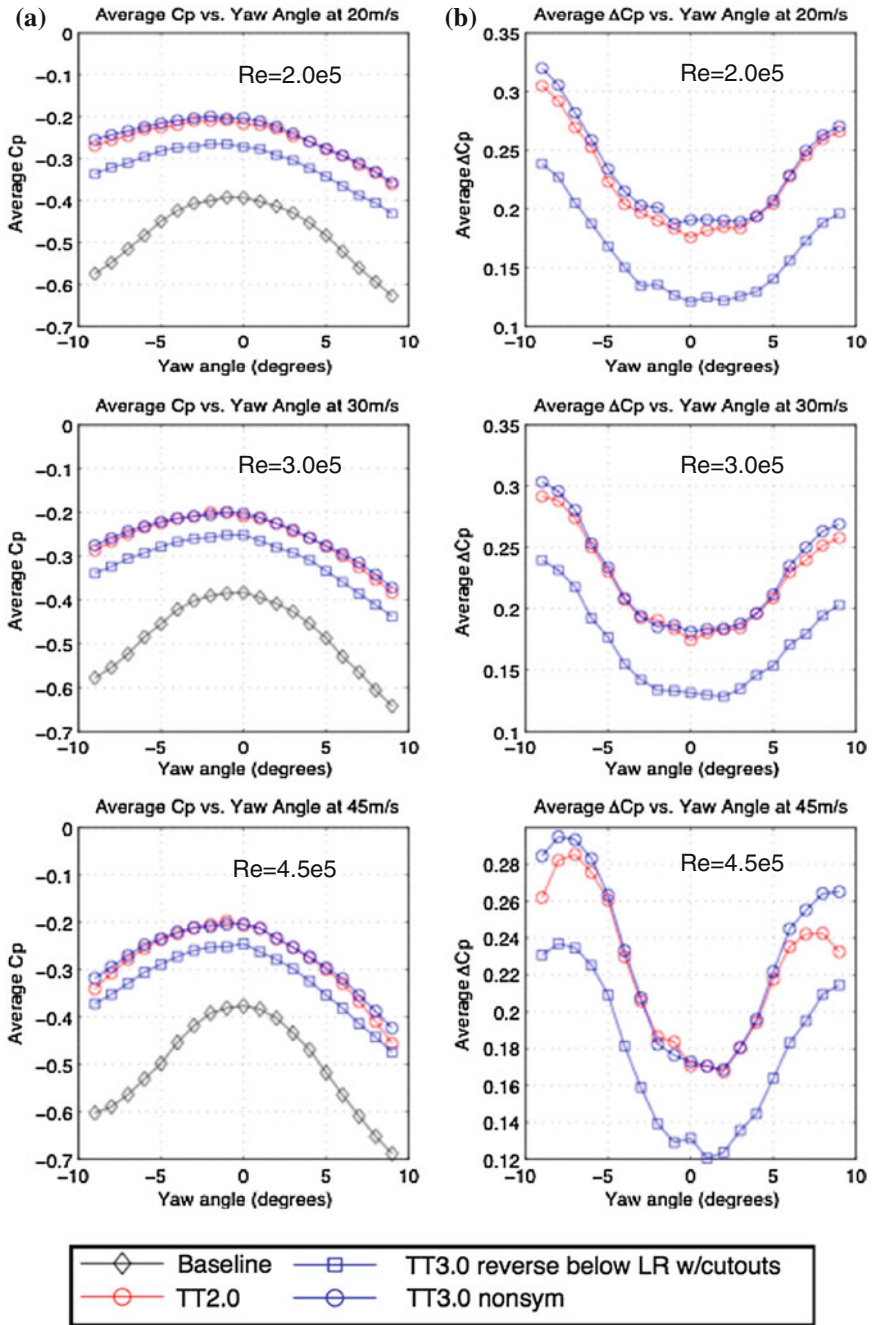 (a)
Average Cp vs. Yaw Angle at 20m/s
Re=2.0e5
Average Cp
0
−0.1
−0.2
−0.3
−0.4
−0.5
−0.6
−0.7
−10
−5
0
5
10
Yaw angle (degrees)
(b)
Average ΔCp vs. Yaw Angle at 20m/s
Re=2.0e5
Average ΔCp
0.35
0.3
0.25
0.2
0.15
0.1
−10
−5
0
5
10
Yaw angle (degrees)
Average Cp vs. Yaw Angle at 30m/s
Re=3.0e5
Average Cp
0
−0.1
−0.2
−0.3
−0.4
−0.5
−0.6
−0.7
−10
−5
0
5
10
Yaw angle (degrees)
Average ΔCp vs. Yaw Angle at 30m/s
Re=3.0e5
Average ΔCp
0.35
0.3
0.25
0.2
0.15
0.1
−10
−5
0
5
10
Yaw angle (degrees)
Average Cp vs. Yaw Angle at 45m/s
Re=4.5e5
Average Cp
0
−0.1
−0.2
−0.3
−0.4
−0.5
−0.6
−0.7
−10
−5
0
5
10
Yaw angle (degrees)
Average ΔCp vs. Yaw Angle at 45m/s
Re=4.5e5
Average ΔCp
0.28
0.26
0.24
0.22
0.2
0.18
0.16
0.14
0.12
−10
−5
0
5
10
Yaw angle (degrees)
Baseline
TT2.0
TT3.0 reverse below LR w/cutouts
TT3.0 nonsym